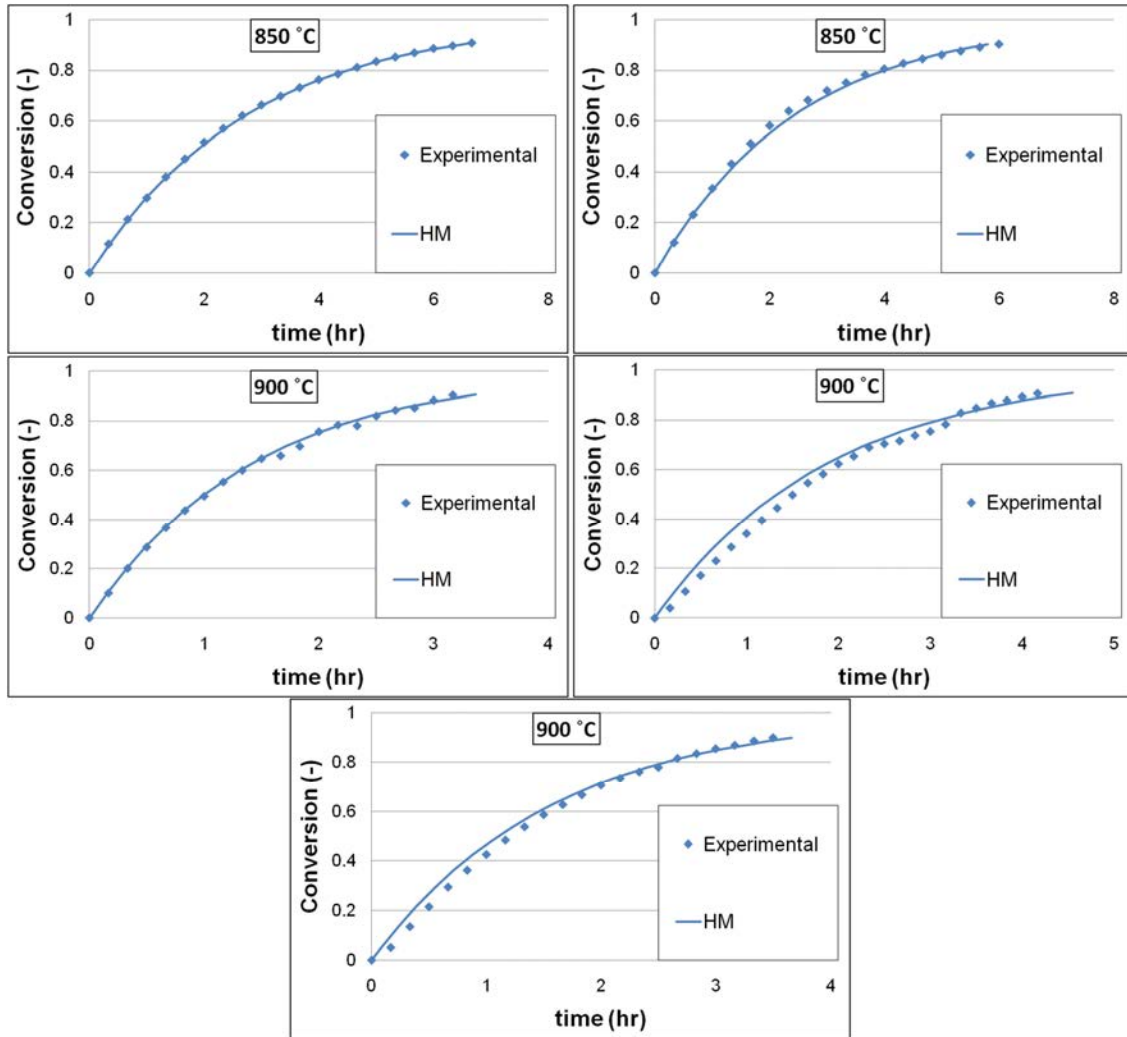 850 ˚C
Conversion (-)
1
0.8
0.6
0.4
0.2
0
0 2 4 6 8
time (hr)
Experimental
HM
850 ˚C
Conversion (-)
1
0.8
0.6
0.4
0.2
0
0 2 4 6 8
time (hr)
Experimental
HM
900 ˚C
Conversion (-)
1
0.8
0.6
0.4
0.2
0
0 1 2 3 4
time (hr)
Experimental
HM
900 ˚C
Conversion (-)
1
0.8
0.6
0.4
0.2
0
0 1 2 3 4 5
time (hr)
Experimental
HM
900 ˚C
Conversion (-)
1
0.8
0.6
0.4
0.2
0
0 1 2 3 4
time (hr)
Experimental
HM